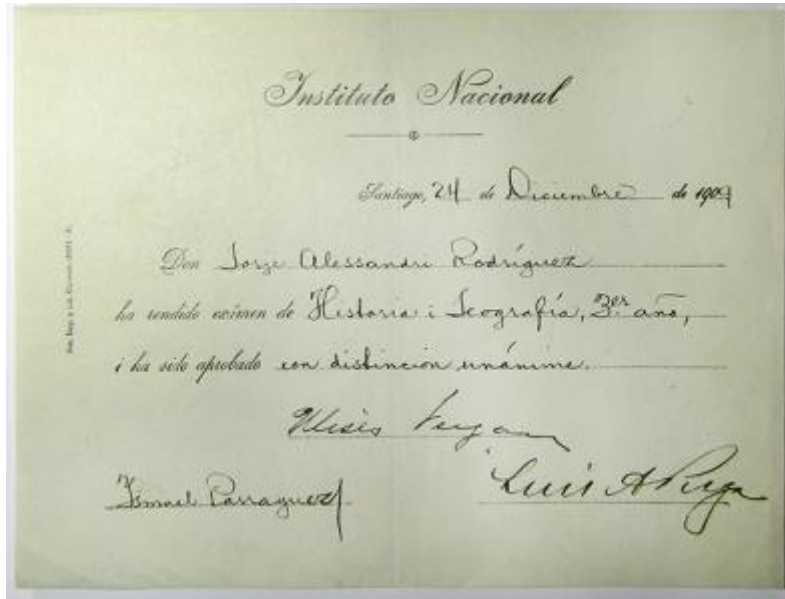 Instituto Nacional
Santiago, 24 de Diciembre de 1909
Don Jorge Alessandri Rodríguez
ha rendido exámen de Historia i Jeografía, 3er. año,
i ha sido aprobado con distincion unánime.
Ulises Vergara
Ismael Parraguez
Luis A Puga